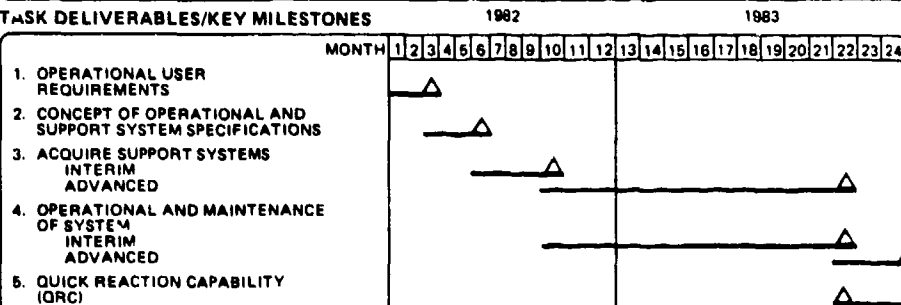 TASK DELIVERABLES/KEY MILESTONES 1982 1983
MONTH 1 2 3 4 5 6 7 8 9 10 11 12 13 14 15 16 17 18 19 20 21 22 23 24
1. OPERATIONAL USER
REQUIREMENTS
2. CONCEPT OF OPERATIONAL AND
SUPPORT SYSTEM SPECIFICATIONS
3. ACQUIRE SUPPORT SYSTEMS
INTERIM
ADVANCED
4. OPERATIONAL AND MAINTENANCE
OF SYSTEM
INTERIM
ADVANCED
5. QUICK REACTION CAPABILITY
(QRC)